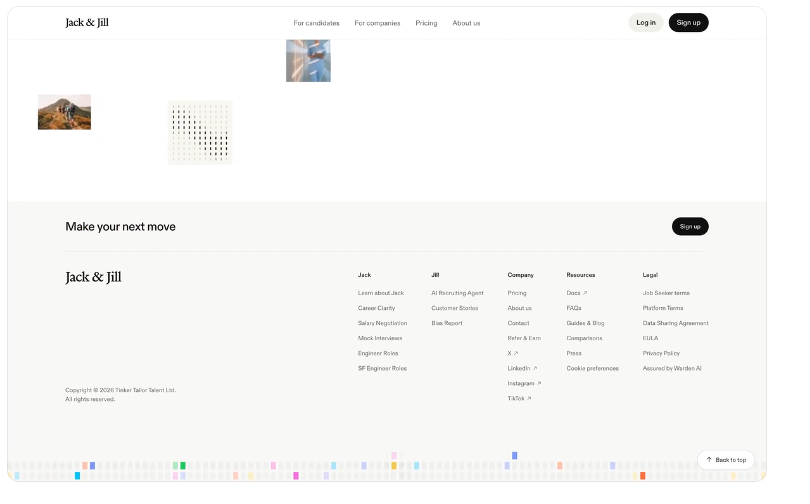 Jack & Jill
For candidates For companies Pricing About us
Log in Sign up
Make your next move
Sign up
Jack & Jill
Jack
Learn about Jack
Career Clarity
Salary Negotiation
Mock Interviews
Engineer Roles
SF Engineer Roles
Jill
AI Recruiting Agent
Customer Stories
Bias Report
Company
Pricing
About us
Contact
Refer & Earn
X ↗
LinkedIn ↗
Instagram ↗
TikTok ↗
Resources
Docs ↗
FAQs
Guides & Blog
Comparisons
Press
Cookie preferences
Legal
Job Seeker terms
Platform Terms
Data Sharing Agreement
EULA
Privacy Policy
Assured by Warden AI
Copyright © 2026 Tinker Tailor Talent Ltd.
All rights reserved.
↑ Back to top